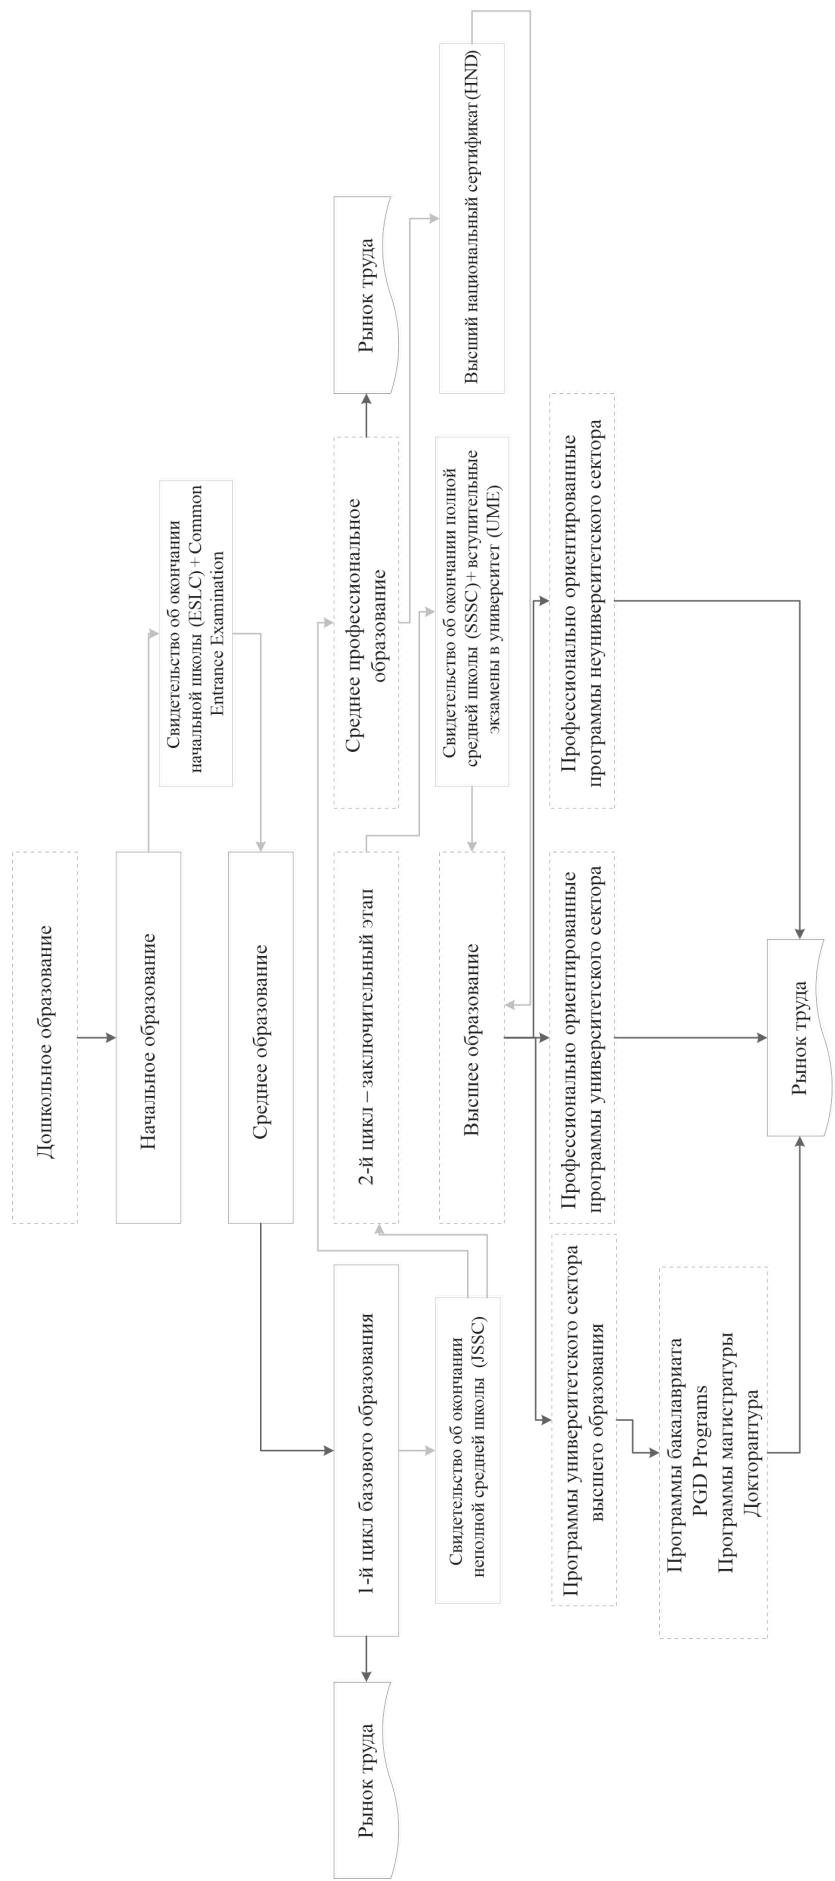 Дошкольное образование
Начальное образование
Свидетельство об окончании
начальной школы (ESLC) + Common
Entrance Examination
Среднее образование
Рынок труда
1-й цикл базового образования
2-й цикл – заключительный этап
Среднее профессиональное
образование
Рынок труда
Свидетельство об окончании
неполной средней школы (JSSC)
Высшее образование
Свидетельство об окончании полной
средней школы (SSSC) + вступительные
экзамены в университет (UME)
Высший национальный сертификат (HND)
Программы университетского сектора
высшего образования
Профессионально ориентированные
программы университетского сектора
Профессионально ориентированные
программы неуниверситетского сектора
Программы бакалавриата
PGD Programs
Программы магистратуры
Докторантура
Рынок труда